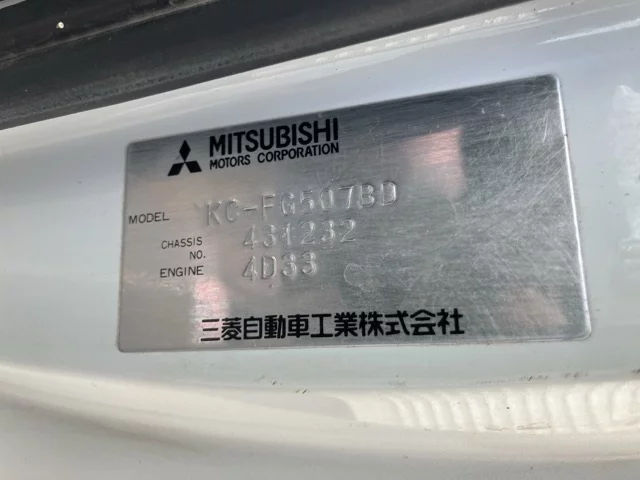 MITSUBISHI
MOTORS CORPORATION
MODEL KC-FG507BD
CHASSIS NO. 431232
ENGINE 4D33
三菱自動車工業株式会社